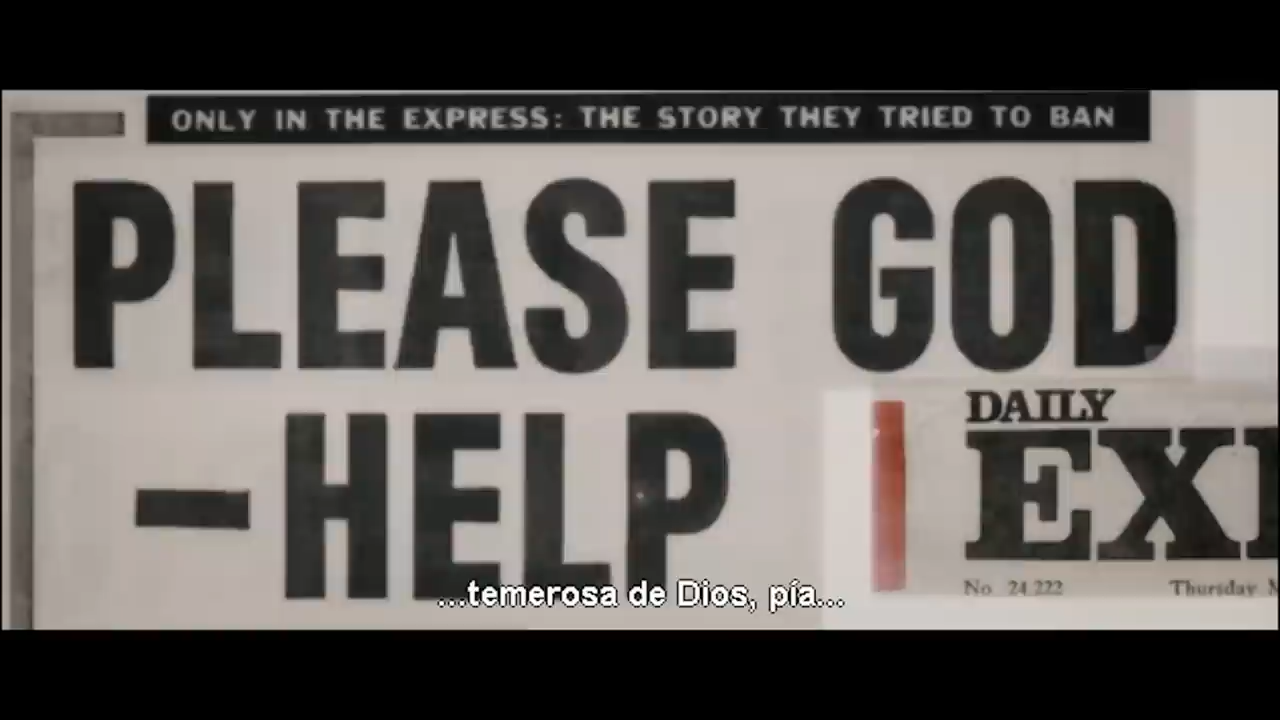 ONLY IN THE EXPRESS: THE STORY THEY TRIED TO BAN
PLEASE GOD
-HELP
DAILY
No 24,222 Thursday
...temerosa de Dios, pía...